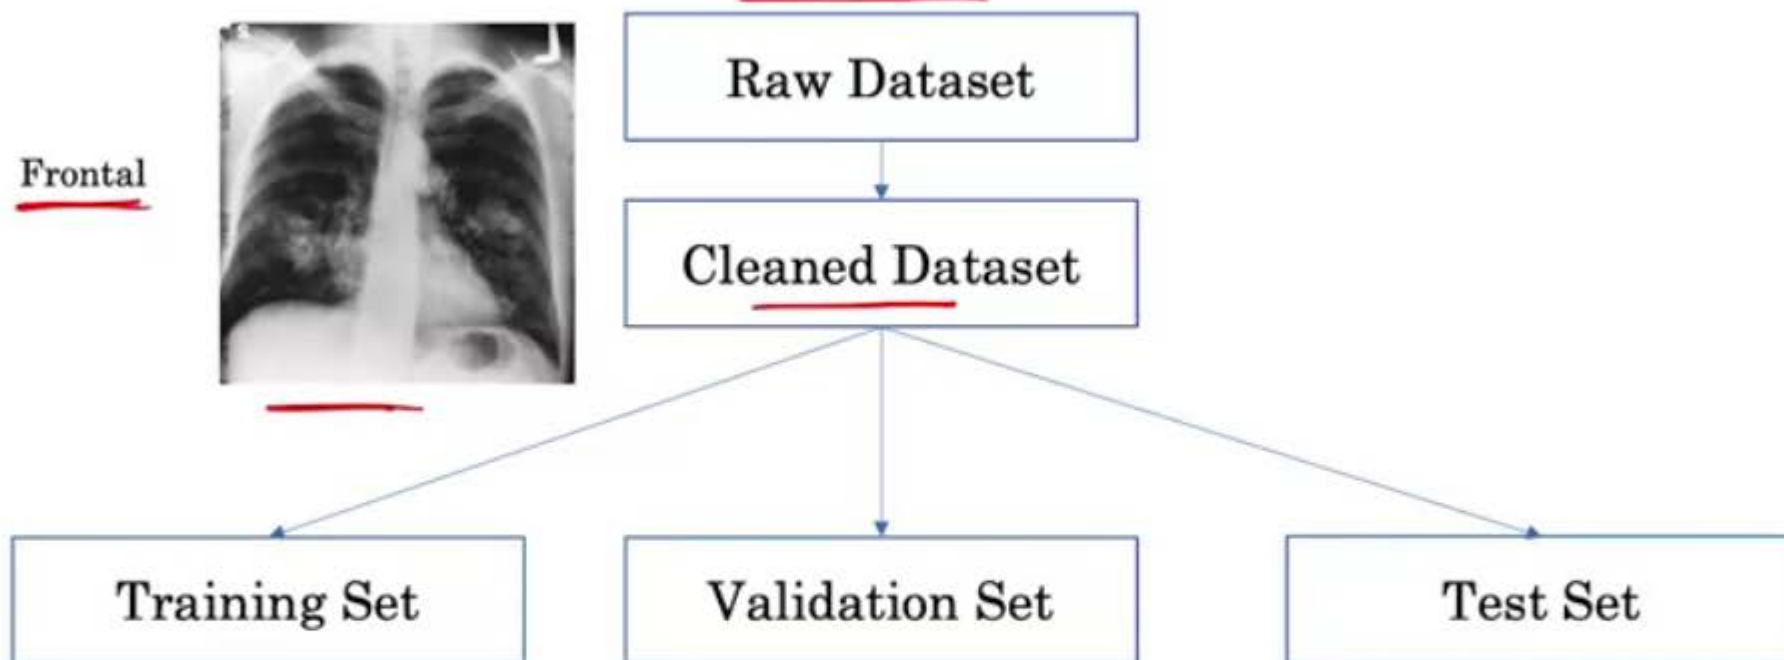 Raw Dataset
Frontal
Cleaned Dataset
Training Set
Validation Set
Test Set